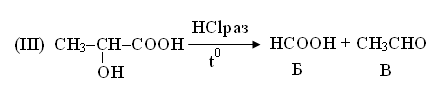 HClраз
(III) CH₃–CH–COOH → HCOOH + CH₃CHO
OH t⁰ Б В